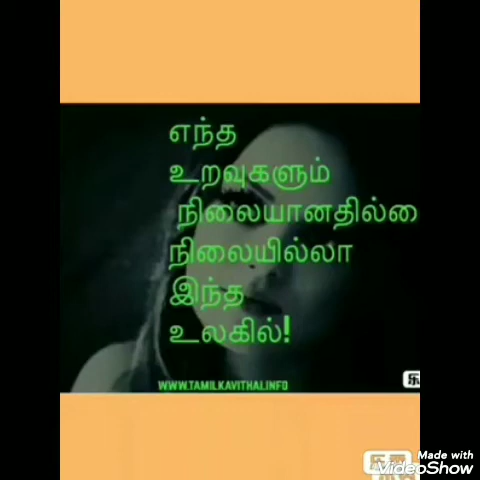 எந்த
உறவுகளும்
நிலையானதில்லை
நிலையில்லா
இந்த
உலகில்!
WWW.TAMILKAVITHAI.INFO
Made with
VideoShow